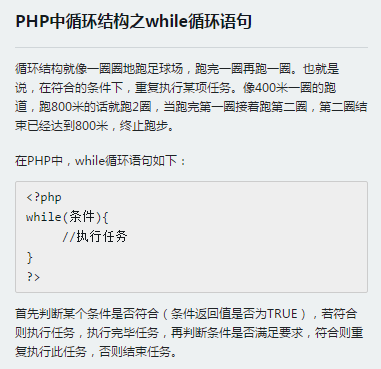 PHP中循环结构之while循环语句
循环结构就像一圈圈地跑足球场，跑完一圈再跑一圈。也就是
说，在符合的条件下，重复执行某项任务。像400米一圈的跑
道，跑800米的话就跑2圈，当跑完第一圈接着跑第二圈，第二圈结
束已经达到800米，终止跑步。
在PHP中，while循环语句如下：
<?php
while(条件){
//执行任务
}
?>
首先判断某个条件是否符合（条件返回值是否为TRUE），若符合
则执行任务，执行完毕任务，再判断条件是否满足要求，符合则重
复执行此任务，否则结束任务。